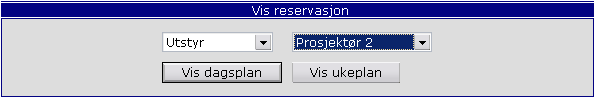 Vis reservasjon
Utstyr Prosjektør 2
Vis dagsplan Vis ukeplan